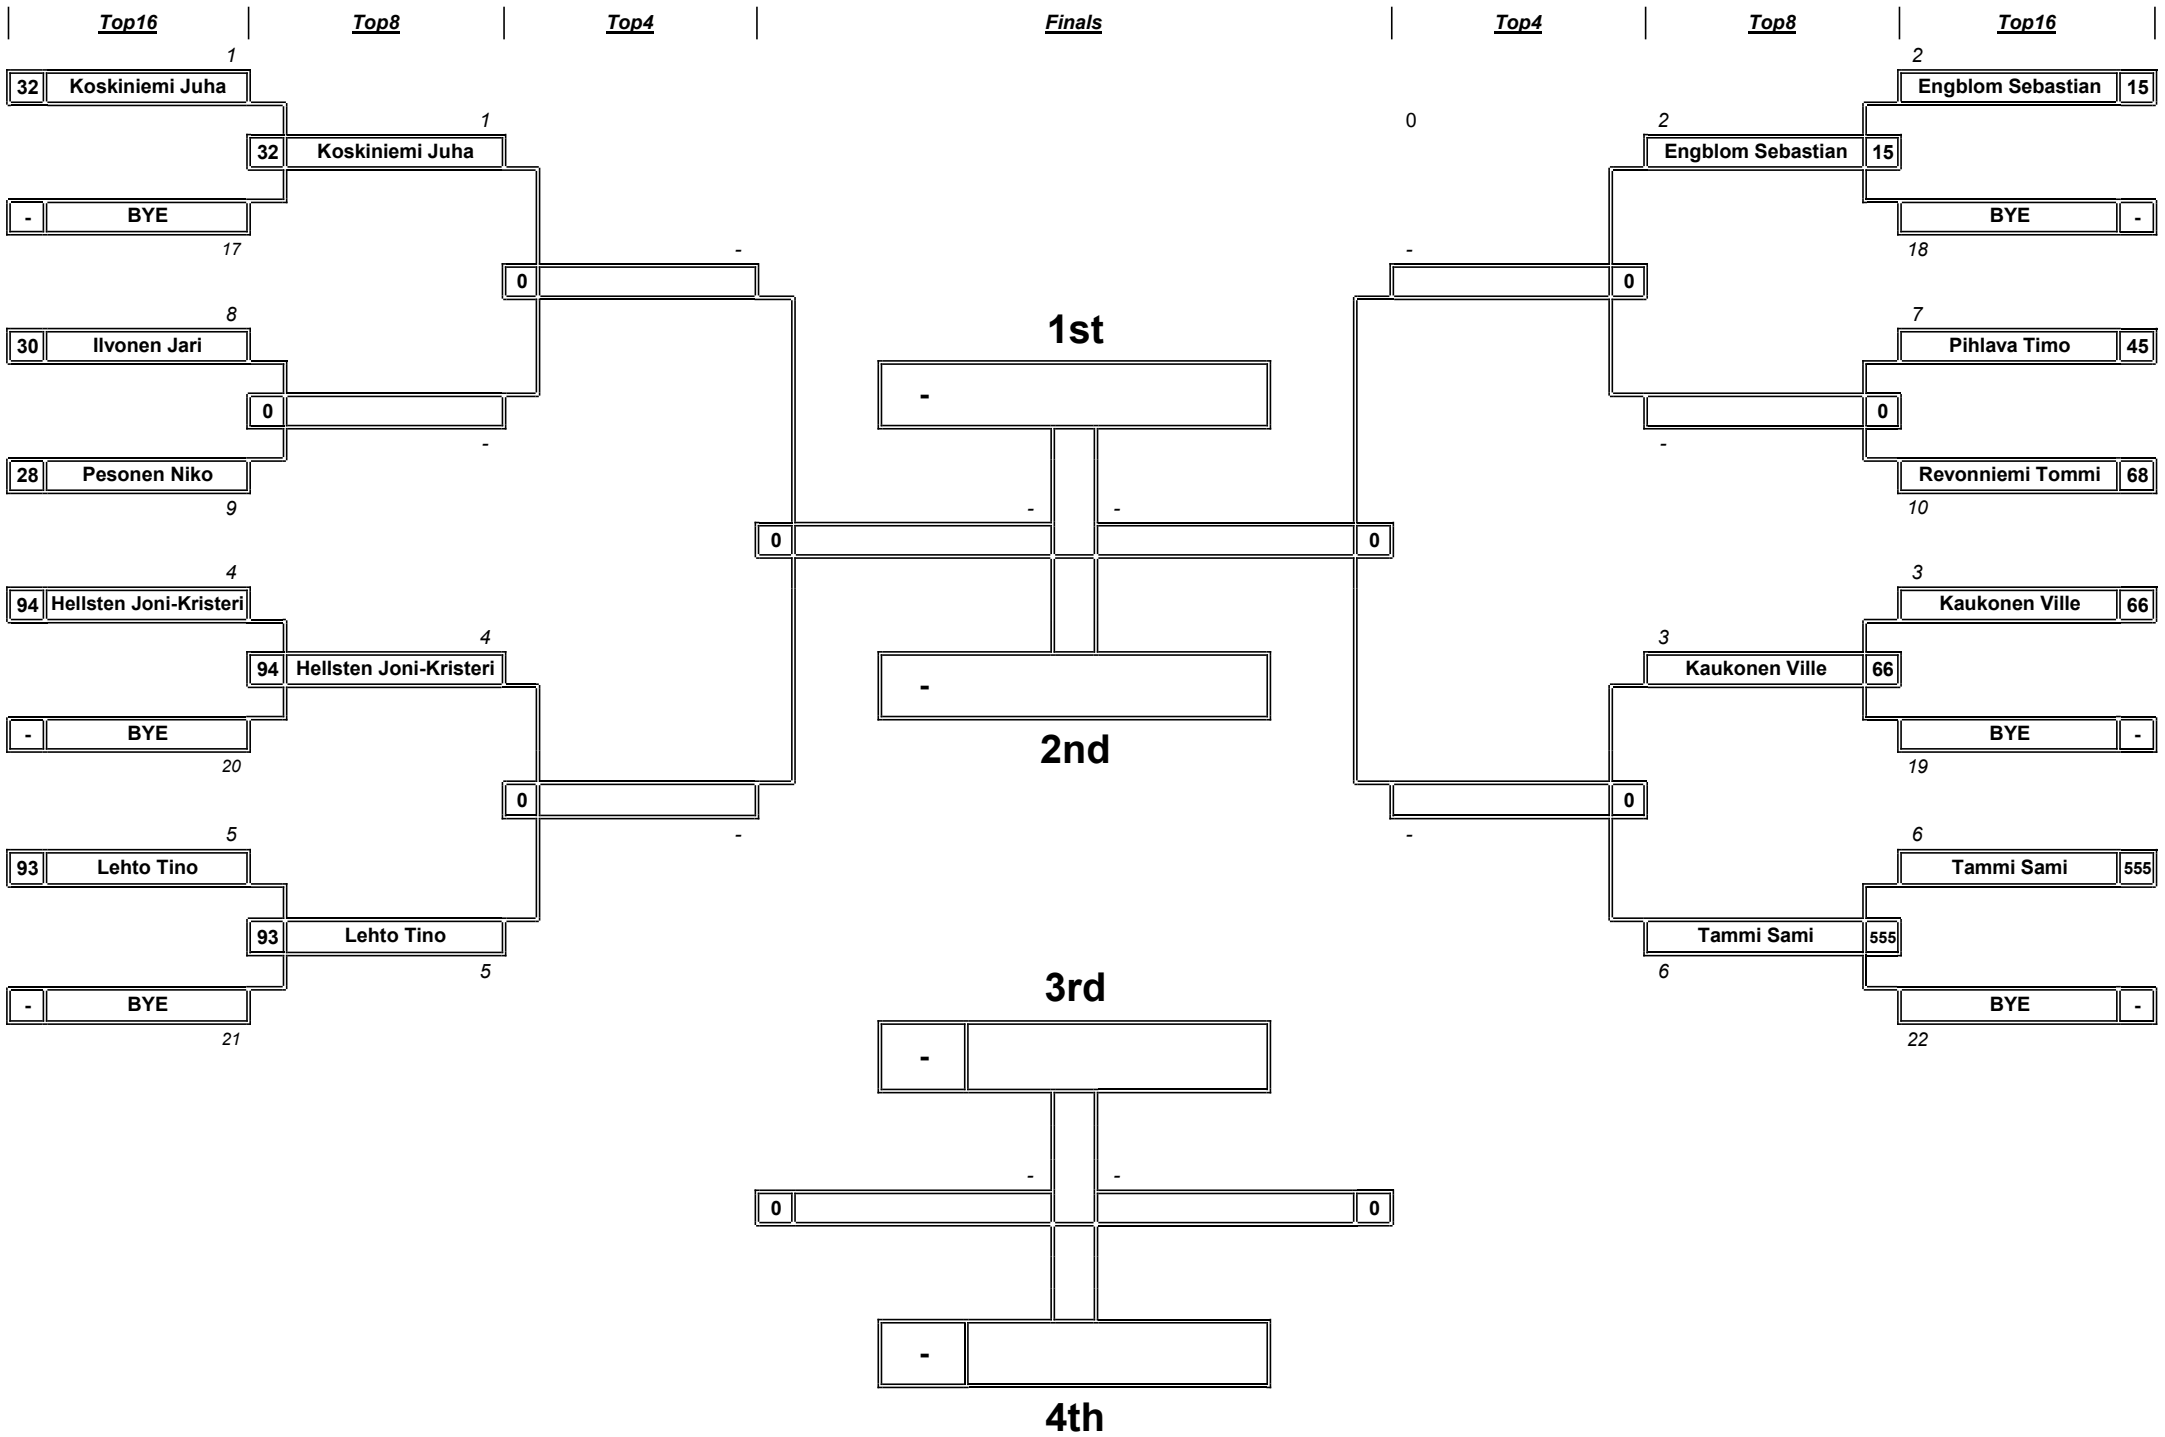 Top16 Top8 Top4 Finals Top4 Top8 Top16
1 2
32 Koskiniemi Juha Engblom Sebastian 15
1 0 2
32 Koskiniemi Juha Engblom Sebastian 15
- BYE BYE -
17 - - 18
0 0
8 1st 7
30 Ilvonen Jari Pihlava Timo 45
0 - 0
- -
28 Pesonen Niko Revonniemi Tommi 68
9 - - 10
0 0
4 3
94 Hellsten Joni-Kristeri Kaukonen Ville 66
4 3
94 Hellsten Joni-Kristeri - Kaukonen Ville 66
- BYE BYE -
2nd
20 19
0 0
5 - - 6
93 Lehto Tino Tammi Sami 555
93 Lehto Tino Tammi Sami 555
5 6
3rd
- BYE BYE -
21 22
-
- -
0 0
-
4th